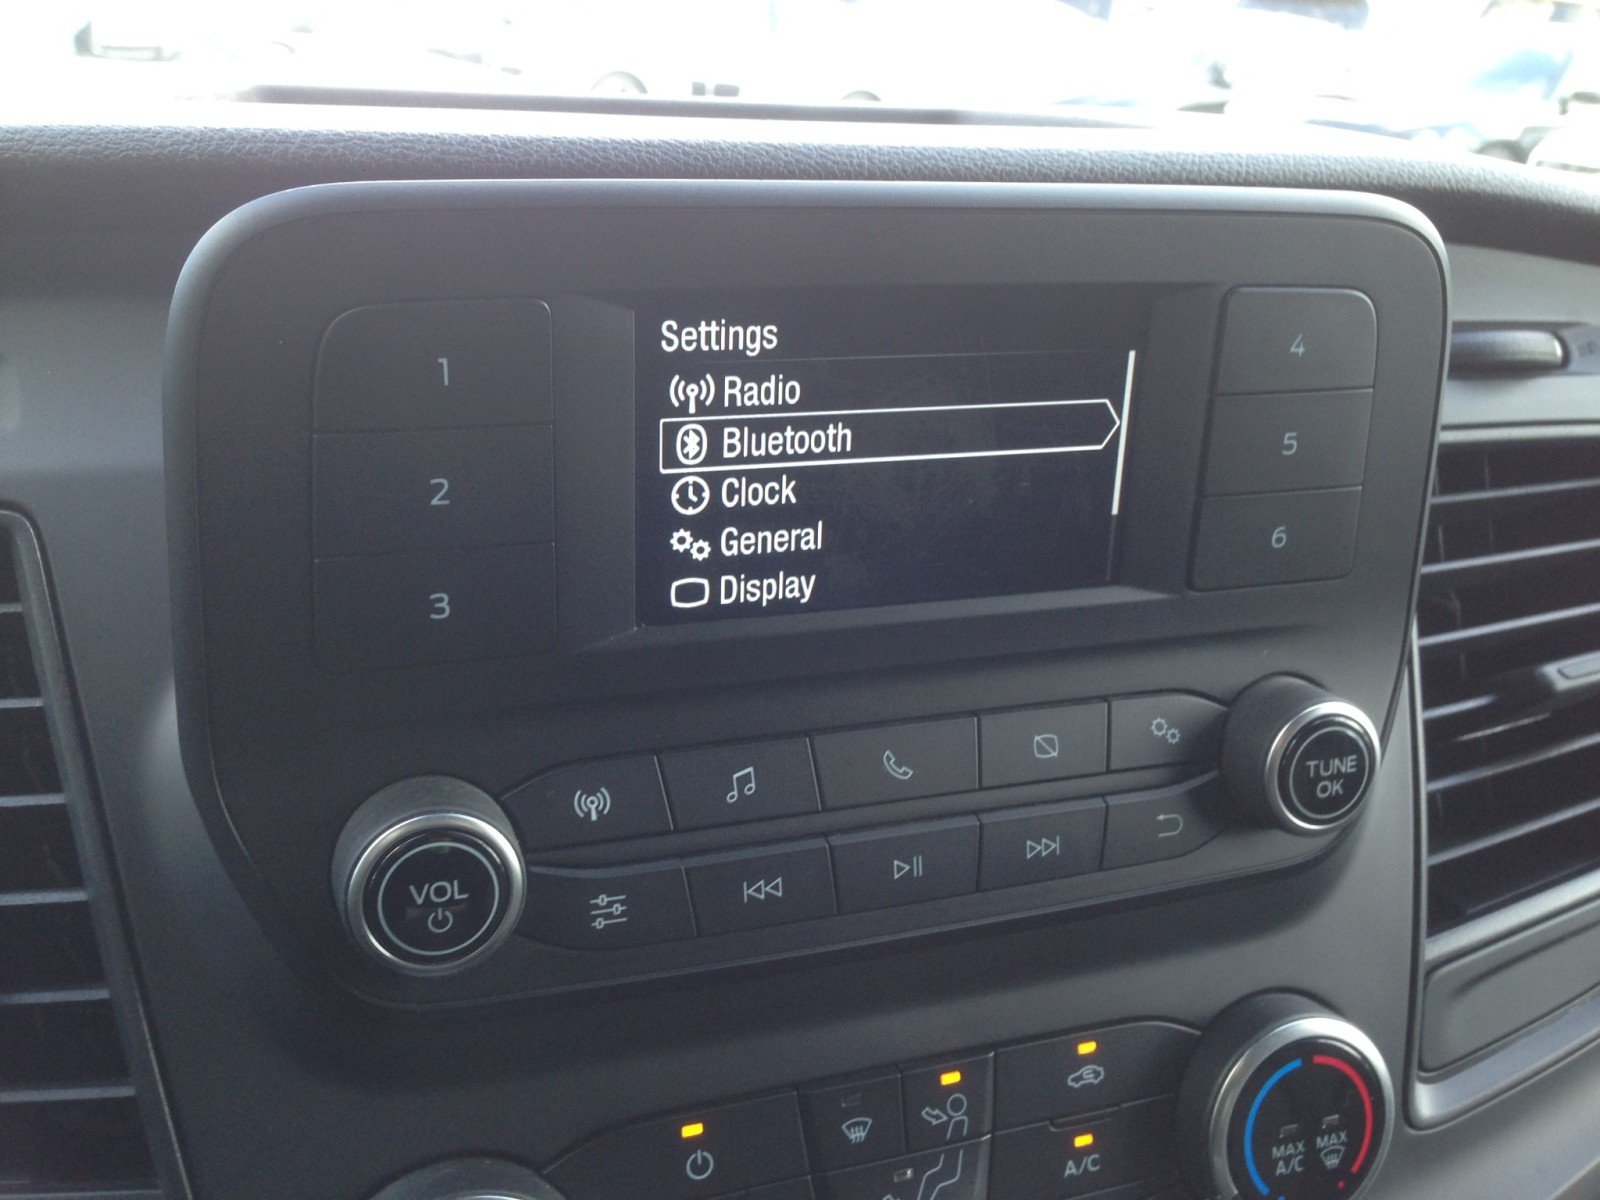 Settings
Radio
Bluetooth
Clock
General
Display
1
2
3
4
5
6
VOL
TUNE
OK
A/C
MAX
A/C
MAX